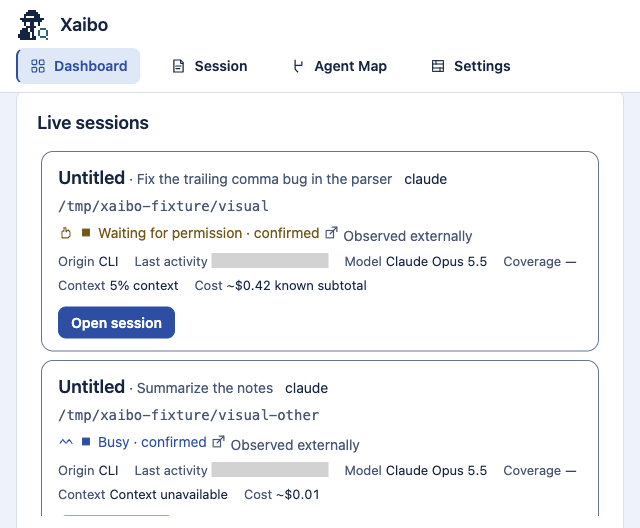 Xaibo
Dashboard Session Agent Map Settings
Live sessions
Untitled · Fix the trailing comma bug in the parser claude
/tmp/xaibo-fixture/visual
Waiting for permission · confirmed Observed externally
Origin CLI Last activity Model Claude Opus 5.5 Coverage —
Context 5% context Cost ~$0.42 known subtotal
Open session
Untitled · Summarize the notes claude
/tmp/xaibo-fixture/visual-other
Busy · confirmed Observed externally
Origin CLI Last activity Model Claude Opus 5.5 Coverage —
Context Context unavailable Cost ~$0.01